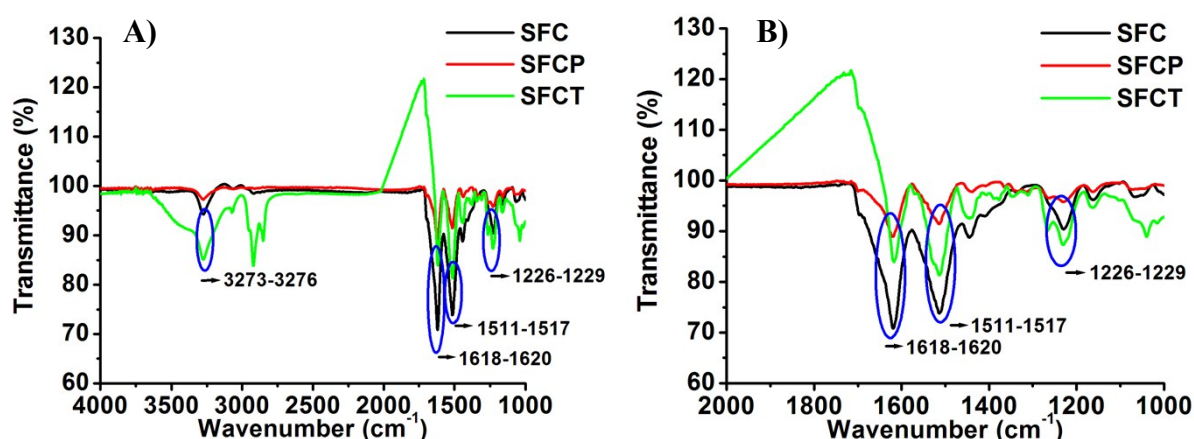 A)
SFC
SFCP
SFCT
130
120
110
100
90
80
70
60
Transmittance (%)
3273-3276
1226-1229
1511-1517
1618-1620
4000 3500 3000 2500 2000 1500 1000
Wavenumber (cm-1)
B)
SFC
SFCP
SFCT
130
120
110
100
90
80
70
60
Transmittance (%)
1226-1229
1511-1517
1618-1620
2000 1800 1600 1400 1200 1000
Wavenumber (cm-1)